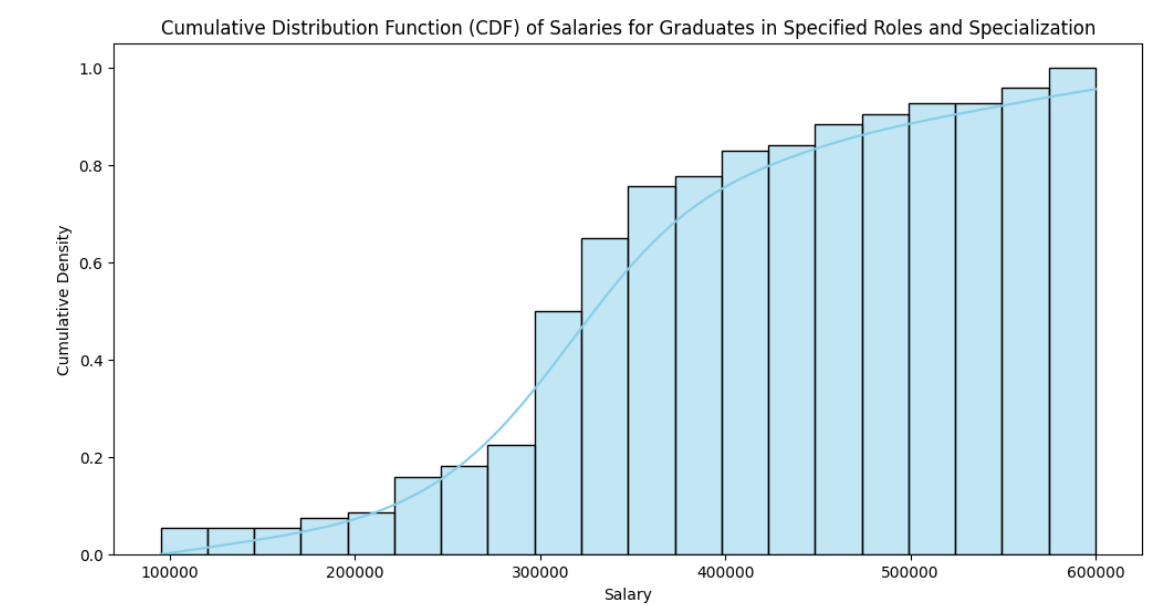 Cumulative Distribution Function (CDF) of Salaries for Graduates in Specified Roles and Specialization
1.0
0.8
0.6
0.4
0.2
0.0
Cumulative Density
100000 200000 300000 400000 500000 600000
Salary